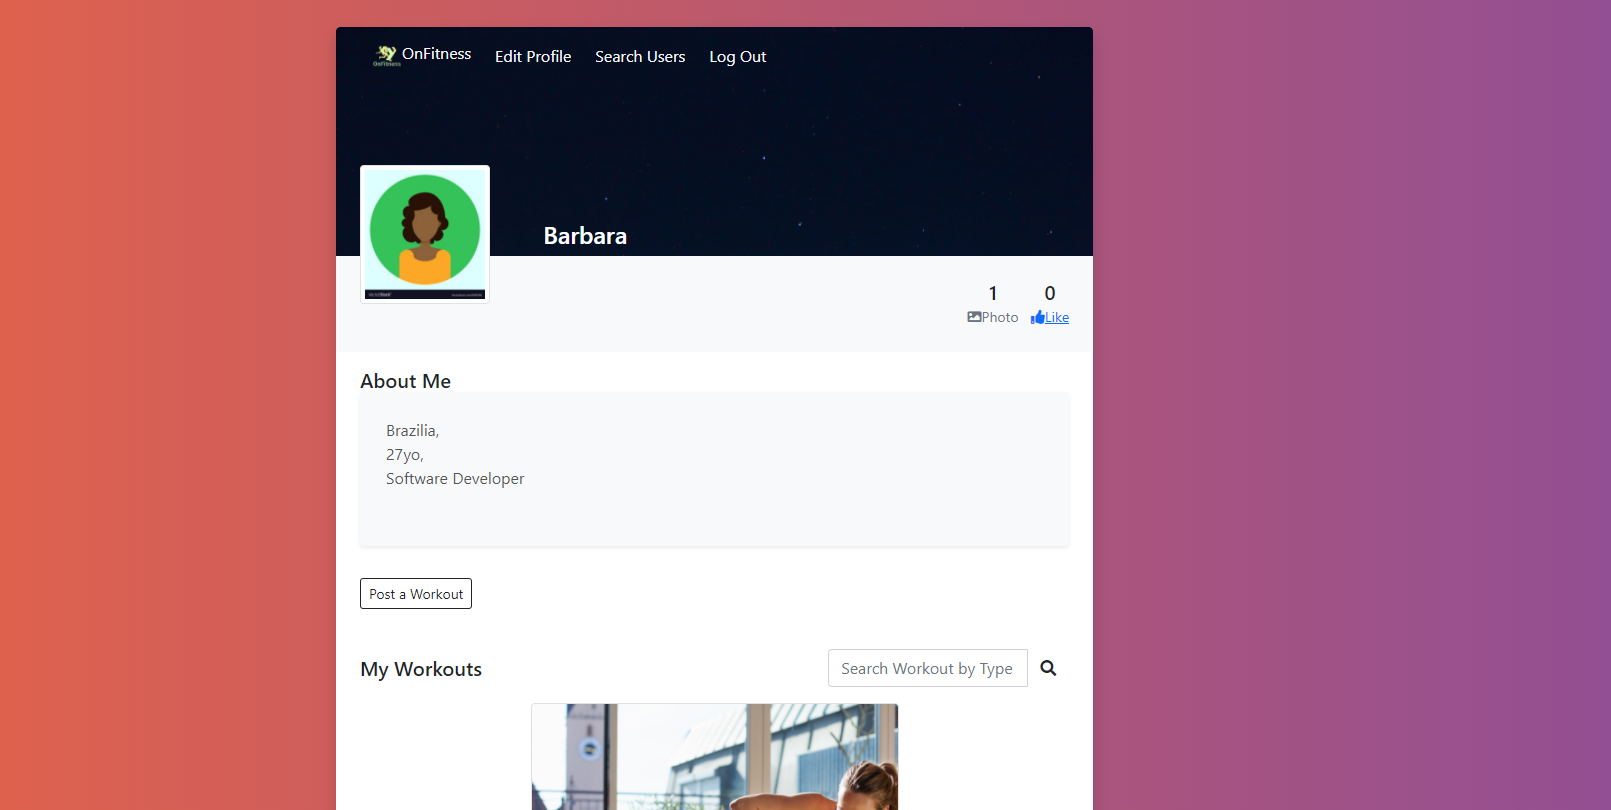 OnFitness
OnFitness Edit Profile Search Users Log Out
Barbara
VectorStock
1 0
Photo Like
About Me
Brazilia,
27yo,
Software Developer
Post a Workout
My Workouts
Search Workout by Type